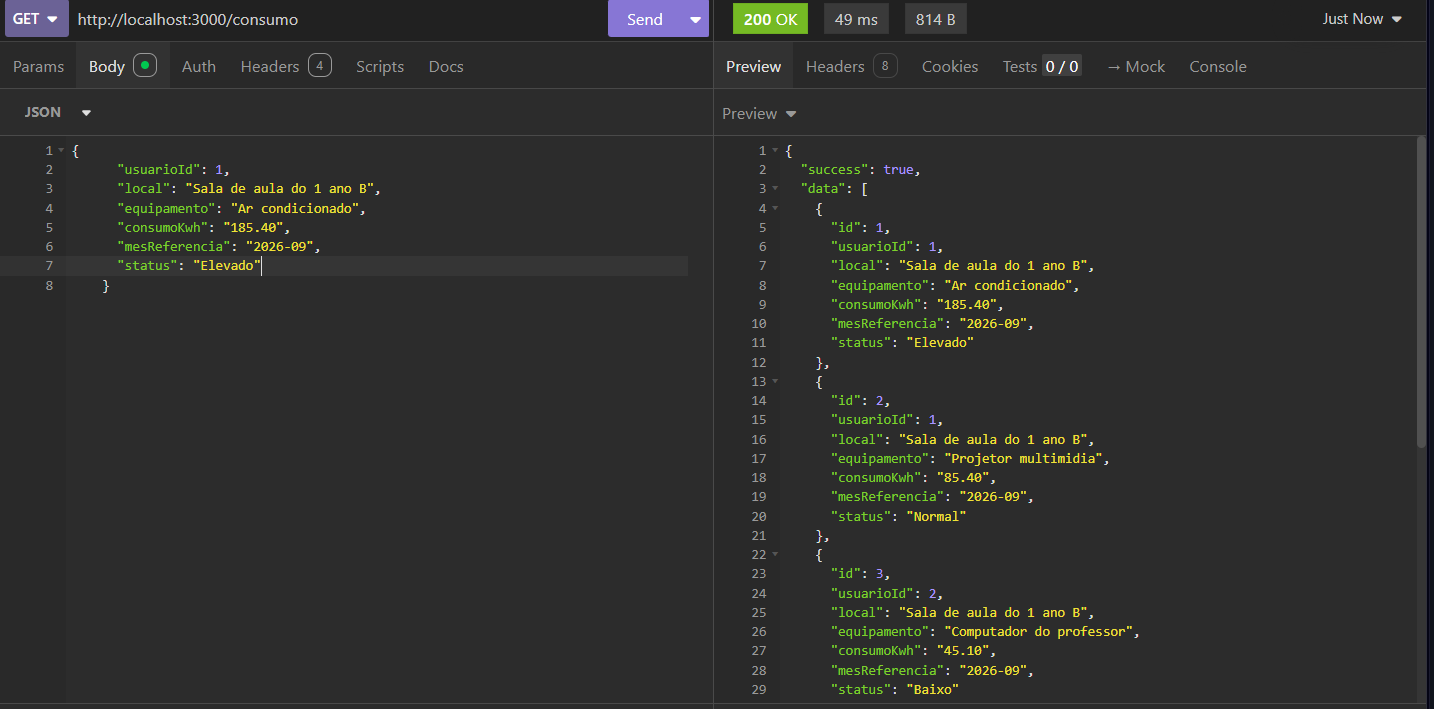 GET http://localhost:3000/consumo Send 200 OK 49 ms 814 B Just Now
Params Body Auth Headers 4 Scripts Docs
Preview Headers 8 Cookies Tests 0 / 0 → Mock Console
JSON
Preview
1 {
2 "usuarioId": 1,
3 "local": "Sala de aula do 1 ano B",
4 "equipamento": "Ar condicionado",
5 "consumoKwh": "185.40",
6 "mesReferencia": "2026-09",
7 "status": "Elevado"
8 }
1 {
2 "success": true,
3 "data": [
4 {
5 "id": 1,
6 "usuarioId": 1,
7 "local": "Sala de aula do 1 ano B",
8 "equipamento": "Ar condicionado",
9 "consumoKwh": "185.40",
10 "mesReferencia": "2026-09",
11 "status": "Elevado"
12 },
13 {
14 "id": 2,
15 "usuarioId": 1,
16 "local": "Sala de aula do 1 ano B",
17 "equipamento": "Projetor multimidia",
18 "consumoKwh": "85.40",
19 "mesReferencia": "2026-09",
20 "status": "Normal"
21 },
22 {
23 "id": 3,
24 "usuarioId": 2,
25 "local": "Sala de aula do 1 ano B",
26 "equipamento": "Computador do professor",
27 "consumoKwh": "45.10",
28 "mesReferencia": "2026-09",
29 "status": "Baixo"